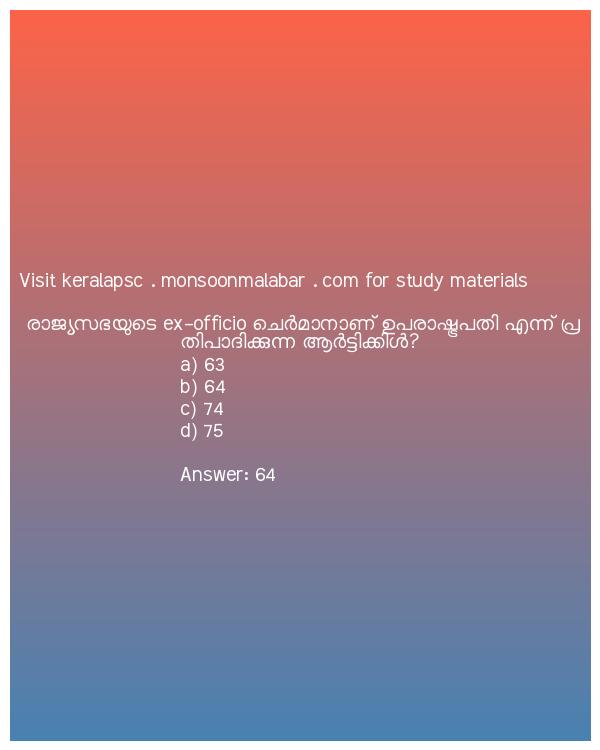 Visit keralapsc . monsoonmalabar . com for study materials
രാജ്യസഭയുടെ ex-officio ചെർമാനാണ് ഉപരാഷ്ട്രപതി എന്ന് പ്ര
തിപാദിക്കുന്ന ആർട്ടിക്കിൾ?
a) 63
b) 64
c) 74
d) 75
Answer: 64